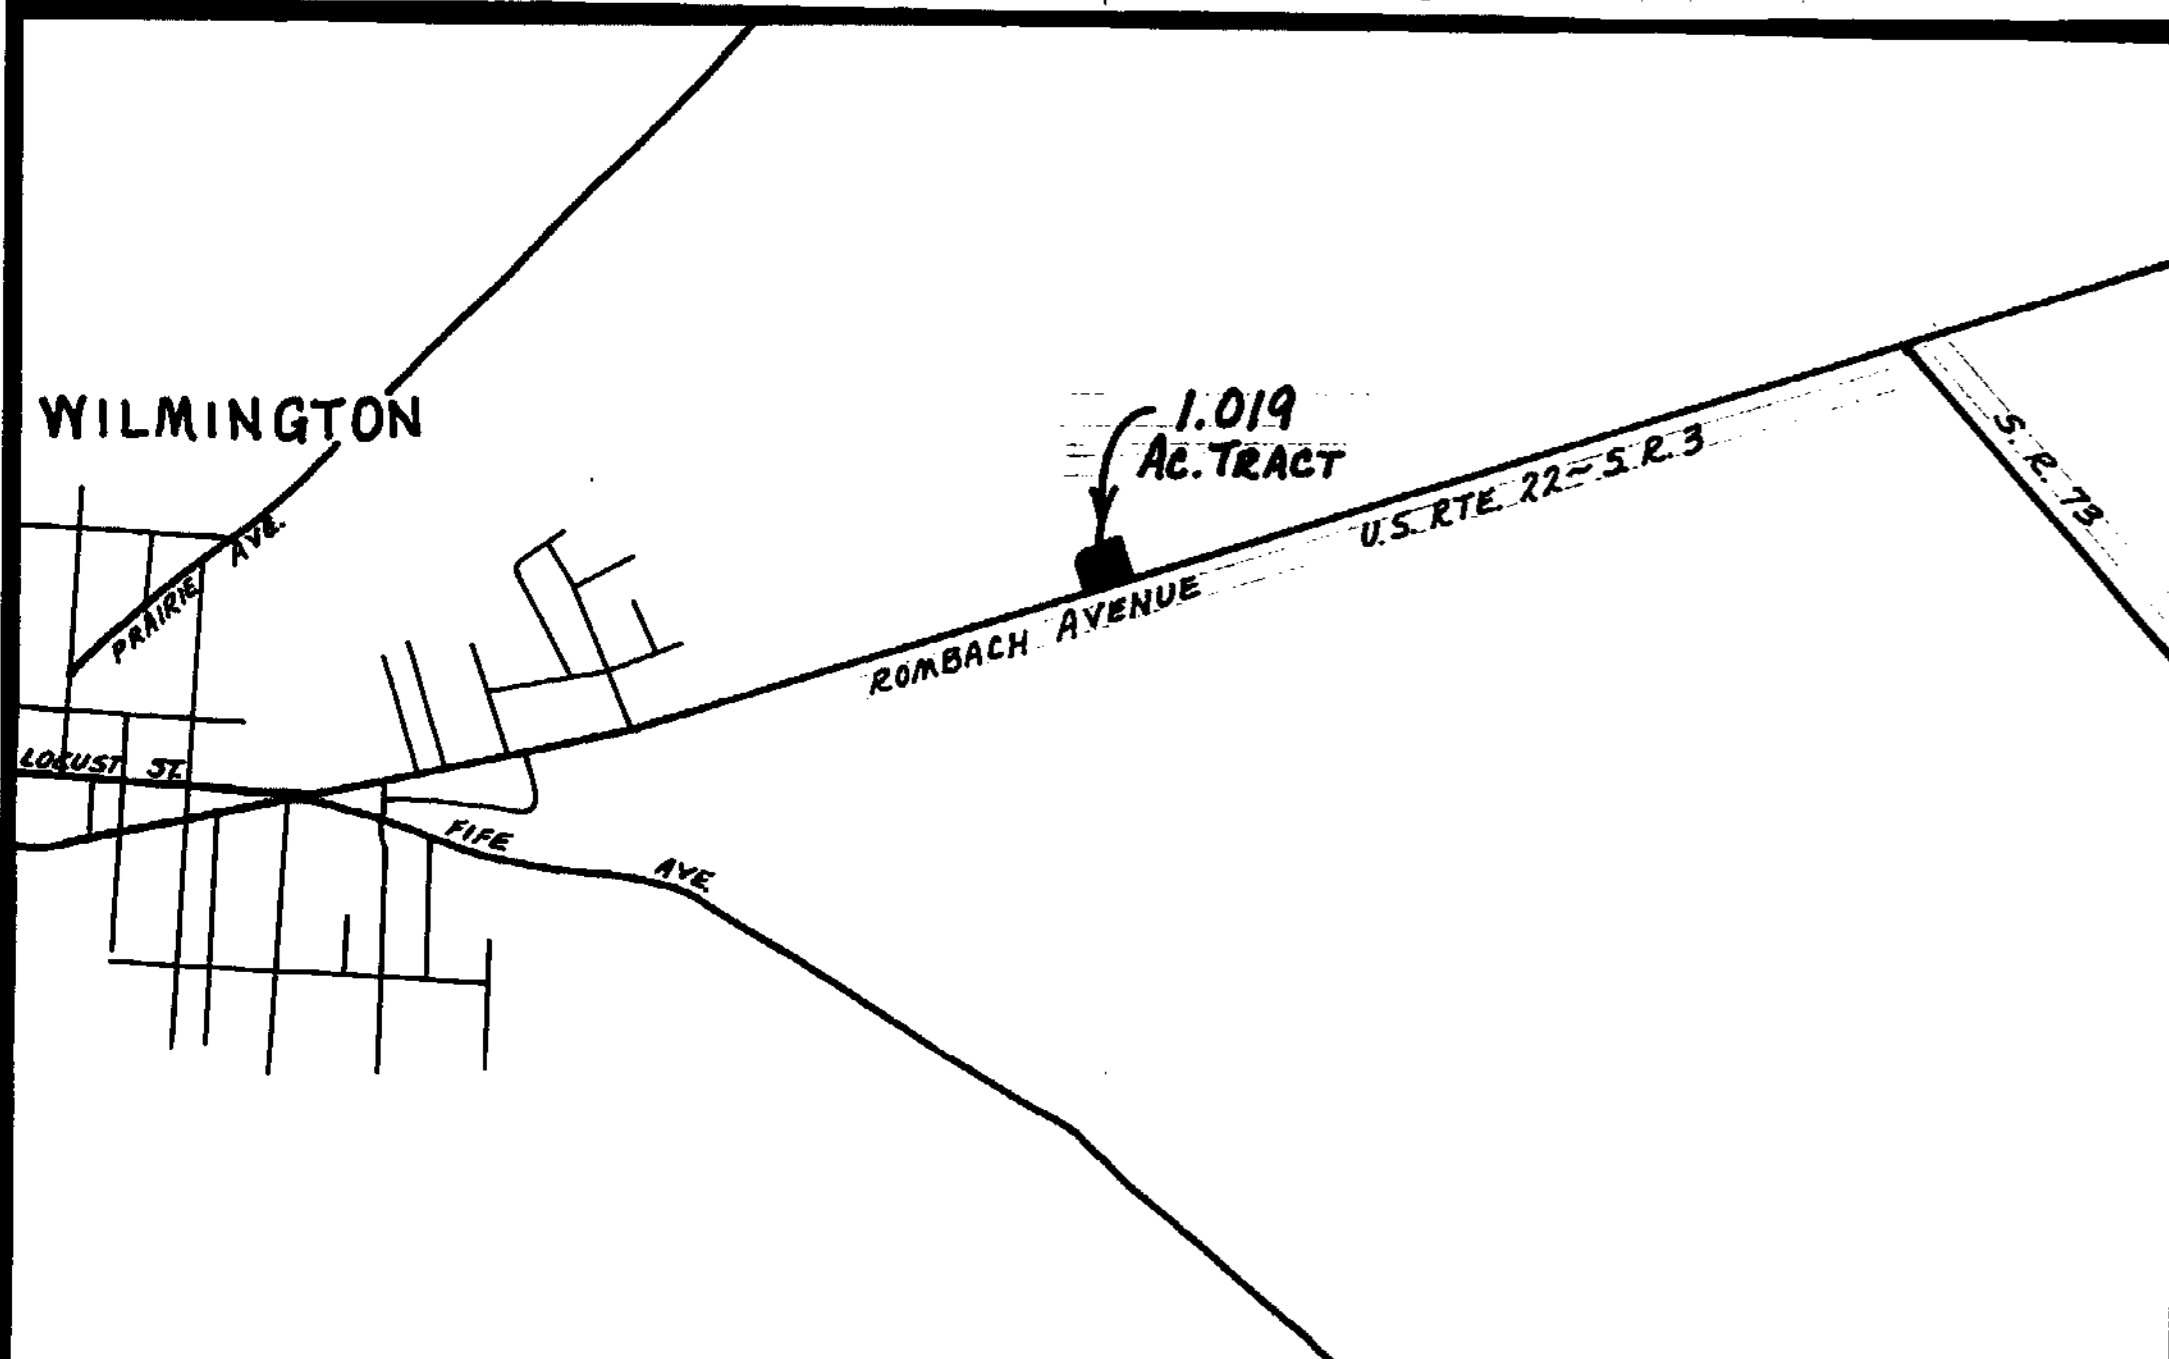 WILMINGTON
1.019
AC. TRACT
U.S. RTE. 22~S.R.3
S. R. 73
PRAIRIE AVE.
ROMBACH AVENUE
LOCUST ST.
FIFE AVE.